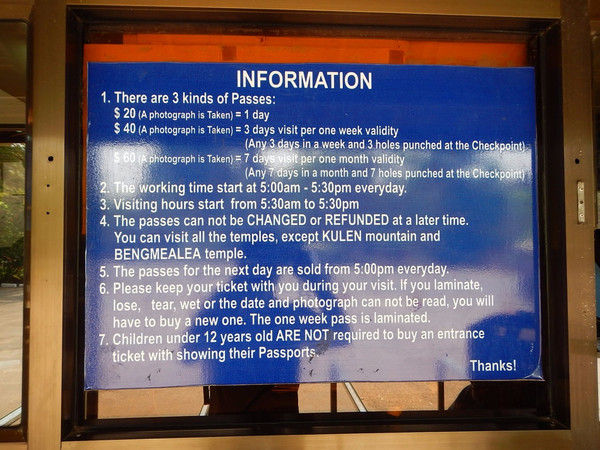 INFORMATION
1. There are 3 kinds of Passes:
$ 20 (A photograph is Taken) = 1 day
$ 40 (A photograph is Taken) = 3 days visit per one week validity
(Any 3 days in a week and 3 holes punched at the Checkpoint)
$ 60 (A photograph is Taken) = 7 days visit per one month validity
(Any 7 days in a month and 7 holes punched at the Checkpoint)
2. The working time start at 5:00am - 5:30pm everyday.
3. Visiting hours start from 5:30am to 5:30pm
4. The passes can not be CHANGED or REFUNDED at a later time.
You can visit all the temples, except KULEN mountain and
BENGMEALEA temple.
5. The passes for the next day are sold from 5:00pm everyday.
6. Please keep your ticket with you during your visit. If you laminate,
lose, tear, wet or the date and photograph can not be read, you will
have to buy a new one. The one week pass is laminated.
7. Children under 12 years old ARE NOT required to buy an entrance
ticket with showing their Passports.
Thanks!